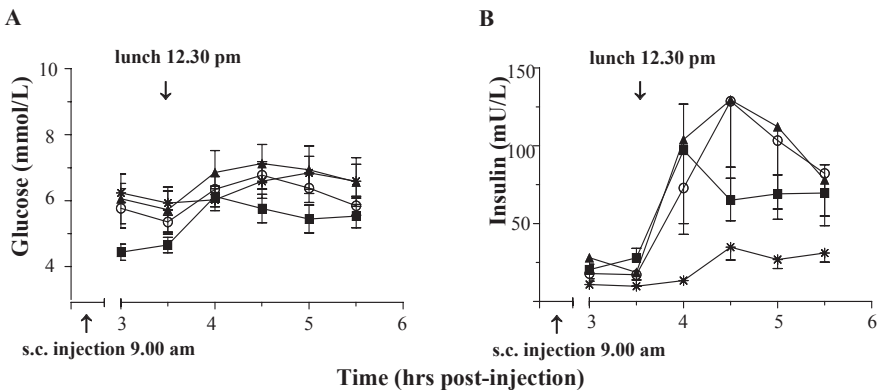 A
lunch 12.30 pm
Glucose (mmol/L)
10
8
6
4
3
4
5
6
s.c. injection 9.00 am
B
lunch 12.30 pm
Insulin (mU/L)
150
100
50
3
4
5
6
s.c. injection 9.00 am
Time (hrs post-injection)